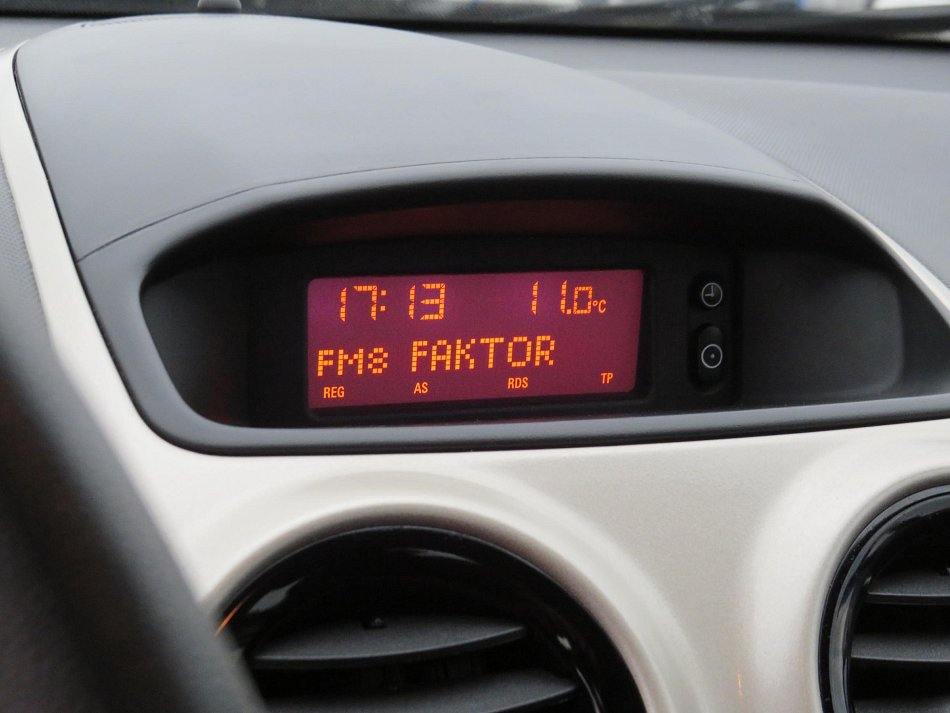 17:13 11.0°C
FM8 FAKTOR
REG AS RDS TP